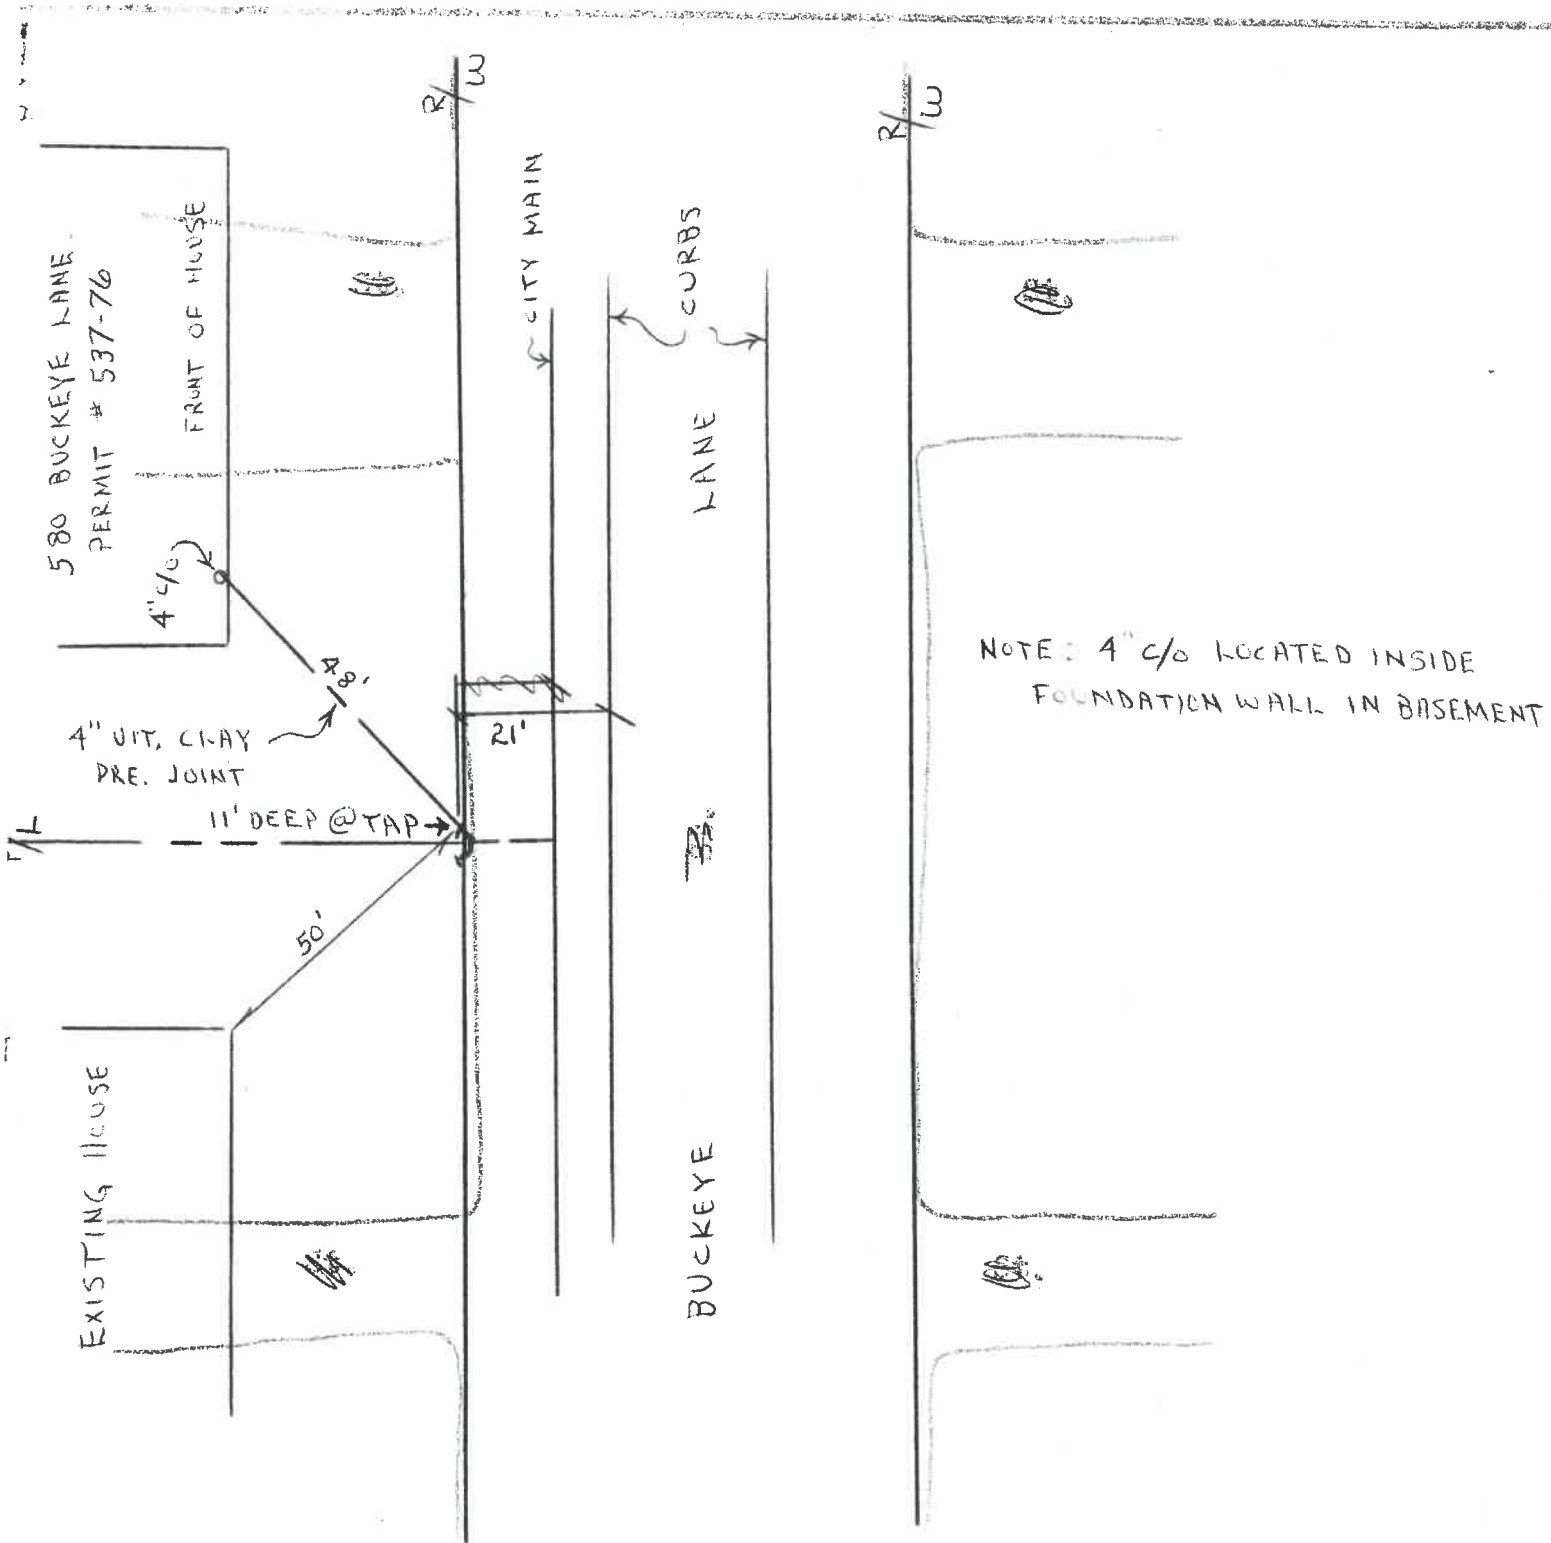 R/W
R/W
CITY MAIN
CURBS
580 BUCKEYE LANE
PERMIT # 537-76
FRONT OF HOUSE
4" C/O
48'
4" VIT. CLAY
PRE. JOINT
11' DEEP @ TAP
21'
50'
EXISTING HOUSE
BUCKEYE LANE
NOTE: 4" C/O LOCATED INSIDE
FOUNDATION WALL IN BASEMENT